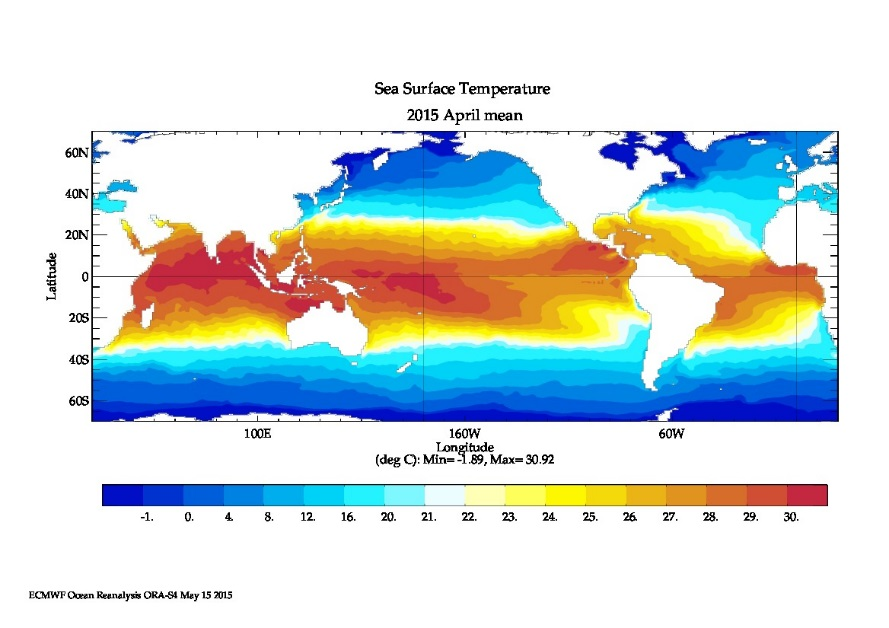 Sea Surface Temperature
2015 April mean
60N
40N
20N
0
20S
40S
60S
Latitude
100E 160W 60W
Longitude
(deg C): Min= -1.89, Max= 30.92
-1. 0. 4. 8. 12. 16. 20. 21. 22. 23. 24. 25. 26. 27. 28. 29. 30.
ECMWF Ocean Reanalysis ORA-S4 May 15 2015